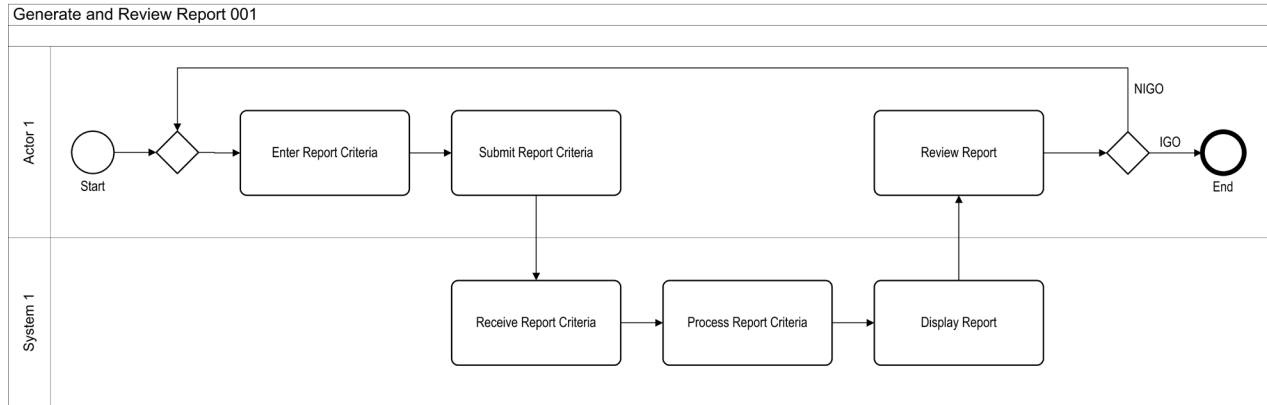 Generate and Review Report 001
Actor 1
NIGO
Enter Report Criteria
Submit Report Criteria
Review Report
IGO
Start
End
System 1
Receive Report Criteria
Process Report Criteria
Display Report